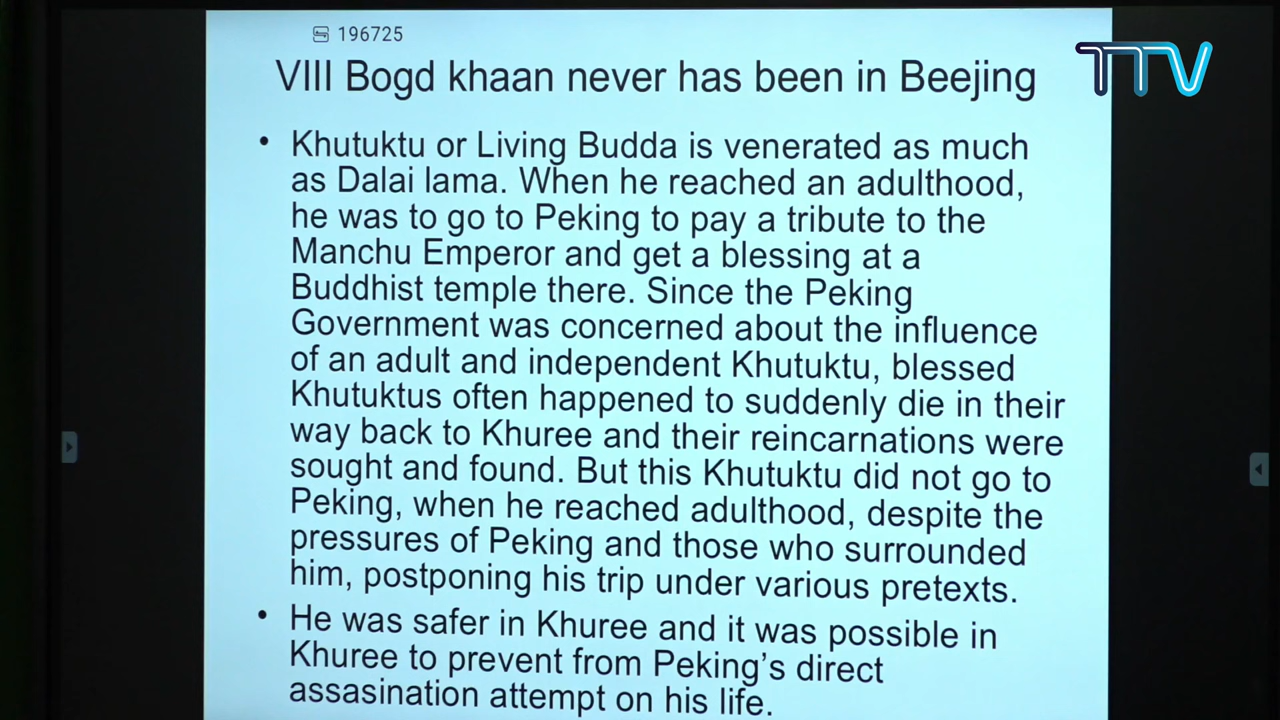 196725
TTV
VIII Bogd khaan never has been in Beejing
• Khutuktu or Living Budda is venerated as much
as Dalai lama. When he reached an adulthood,
he was to go to Peking to pay a tribute to the
Manchu Emperor and get a blessing at a
Buddhist temple there. Since the Peking
Government was concerned about the influence
of an adult and independent Khutuktu, blessed
Khutuktus often happened to suddenly die in their
way back to Khuree and their reincarnations were
sought and found. But this Khutuktu did not go to
Peking, when he reached adulthood, despite the
pressures of Peking and those who surrounded
him, postponing his trip under various pretexts.
• He was safer in Khuree and it was possible in
Khuree to prevent from Peking's direct
assasination attempt on his life.